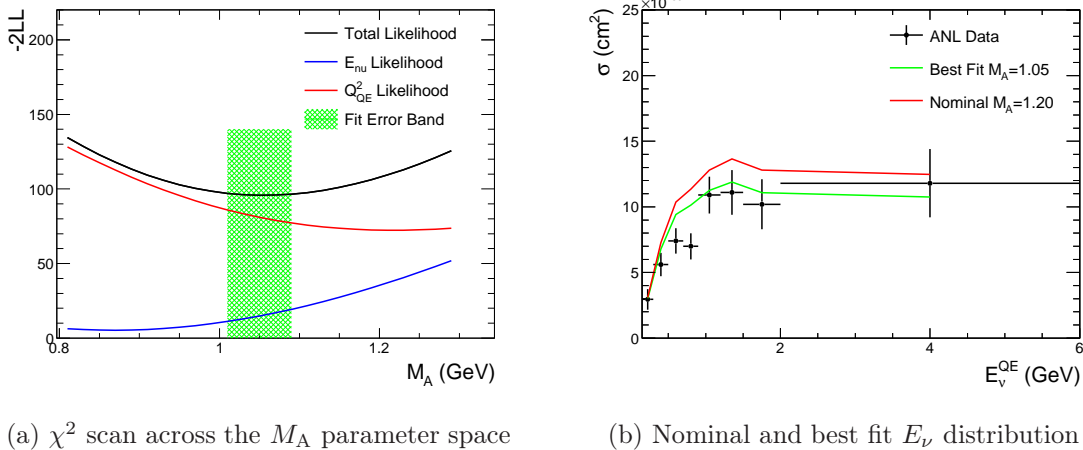 -2LL
200
150
100
50
0
0.8
1
1.2
M_A (GeV)
Total Likelihood
E_nu Likelihood
Q²_QE Likelihood
Fit Error Band
σ (cm²)
25
20
15
10
5
0
2
4
6
E_ν^QE (GeV)
ANL Data
Best Fit M_A=1.05
Nominal M_A=1.20
(a) χ² scan across the M_A parameter space
(b) Nominal and best fit E_ν distribution